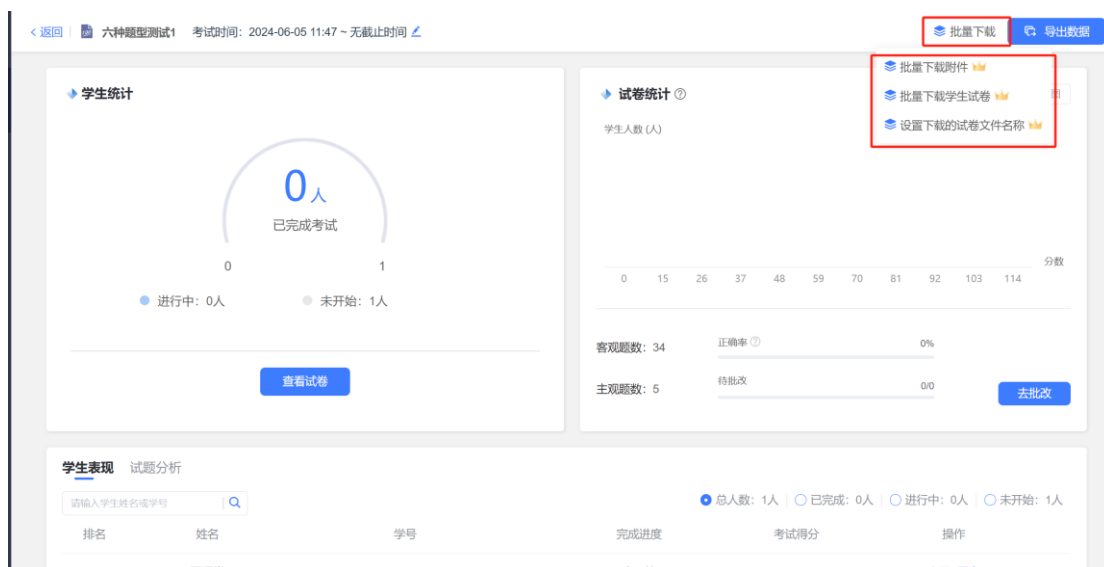 <返回 六种题型测试1 考试时间：2024-06-05 11:47 ~ 无截止时间 批量下载 导出数据
批量下载附件
批量下载学生试卷
设置下载的试卷文件名称
学生统计
0人
已完成考试
0 1
进行中：0人 未开始：1人
查看试卷
试卷统计
学生人数 (人)
分数
0 15 26 37 48 59 70 81 92 103 114
客观题数：34 正确率 0%
主观题数：5 待批改 0/0 去批改
学生表现 试题分析
请输入学生姓名或学号 总人数：1人 已完成：0人 进行中：0人 未开始：1人
排名 姓名 学号 完成进度 考试得分 操作